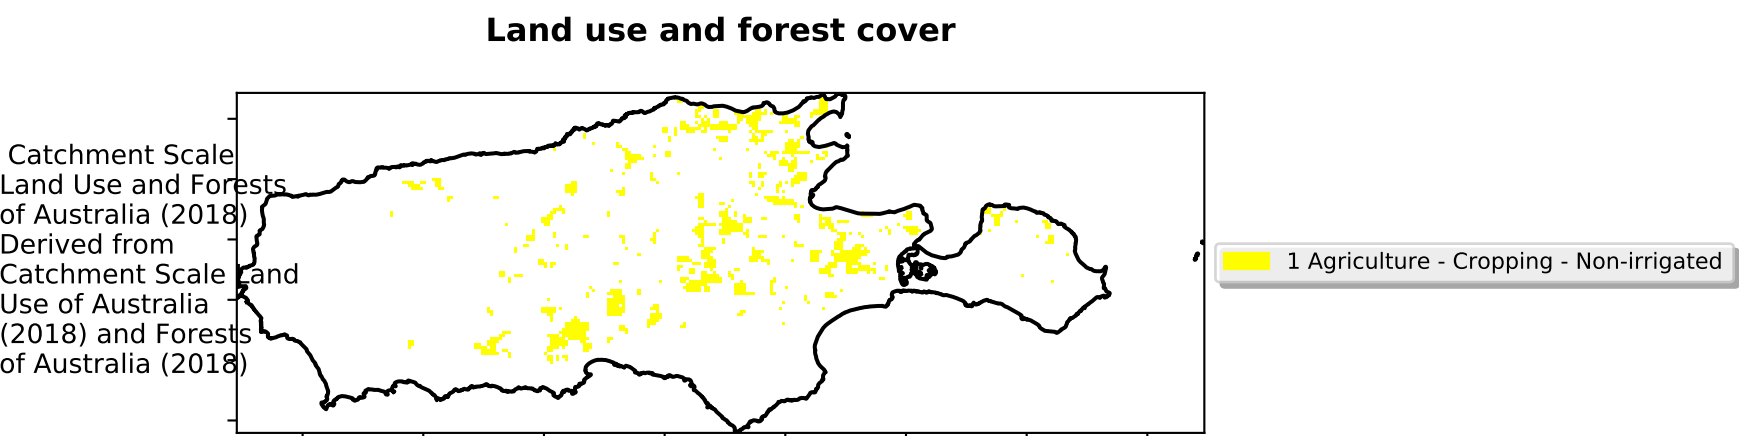 Land use and forest cover
Catchment Scale
Land Use and Forests
of Australia (2018)
Derived from
Catchment Scale Land
Use of Australia
(2018) and Forests
of Australia (2018)
1 Agriculture - Cropping - Non-irrigated